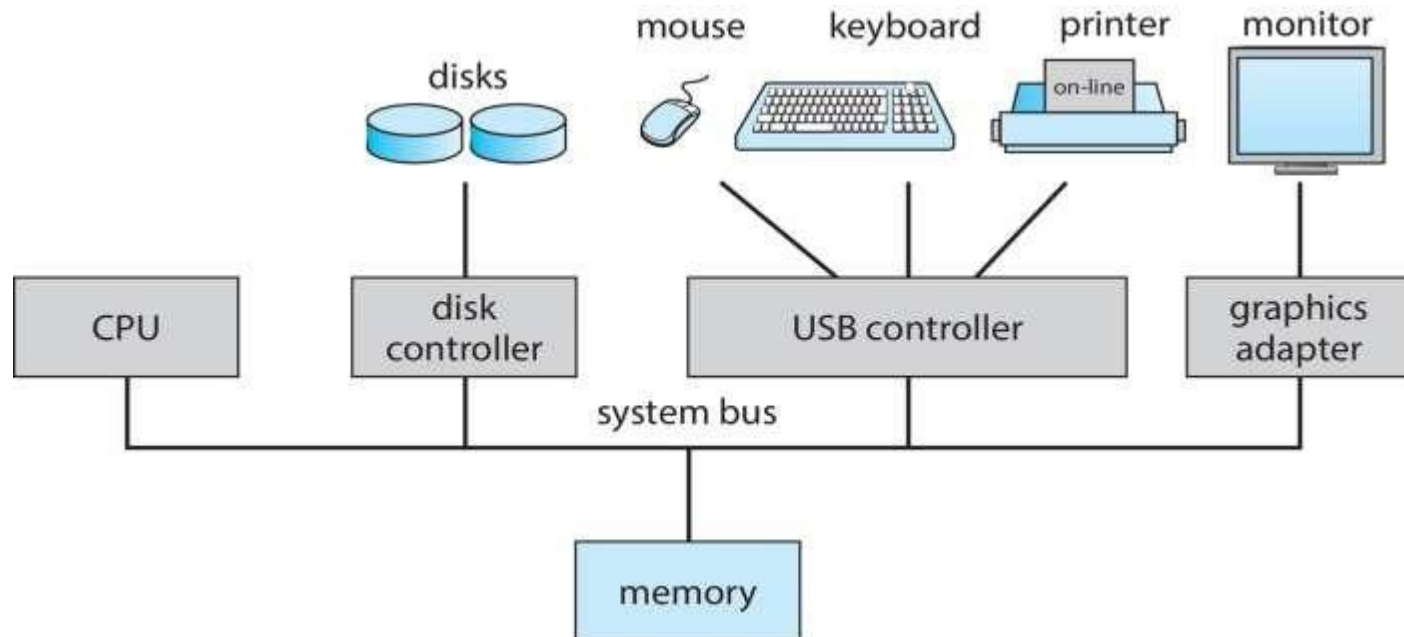 mouse
keyboard
printer
monitor
disks
on-line
CPU
disk
controller
USB controller
graphics
adapter
system bus
memory